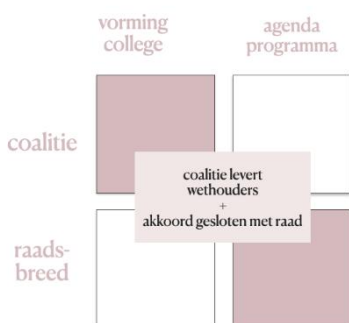 vorming
college
agenda
programma
coalitie
coalitie levert
wethouders
+
akkoord gesloten met raad
raads-
breed